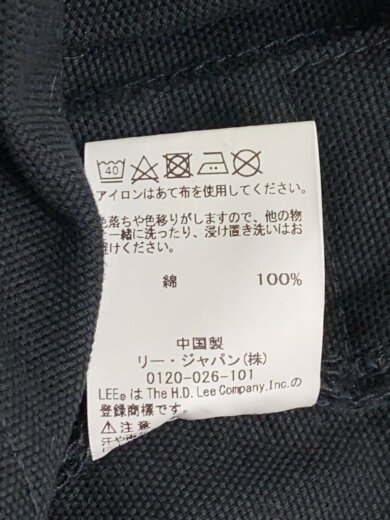 40
アイロンはあて布を使用してください。
色落ちや色移りがしますので、他の物
と一緒に洗ったり、浸け置き洗いはお
避けください。
綿 100%
中国製
リー・ジャパン(株)
0120-026-101
LEE®は The H.D. Lee Company, Inc.の
登録商標です。
⚠注意